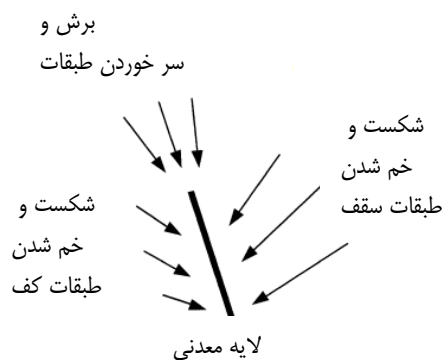 برش و
سر خوردن طبقات
شکست و
خم شدن
طبقات سقف
شکست و
خم شدن
طبقات کف
لایه معدنی